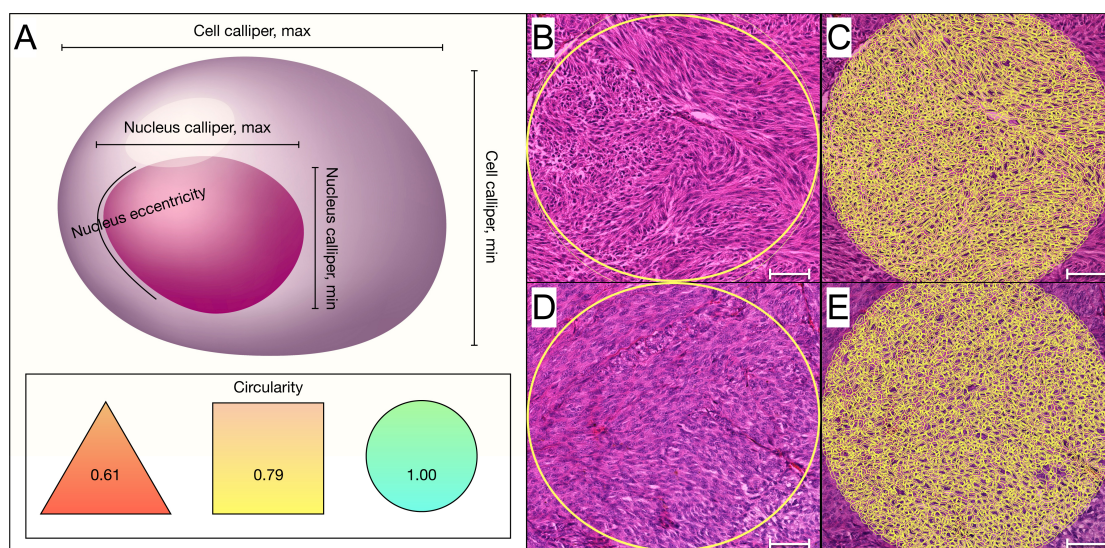 A
Cell calliper, max
Nucleus calliper, max
Nucleus eccentricity
Nucleus calliper, min
Cell calliper, min
Circularity
0.61
0.79
1.00
B
C
D
E